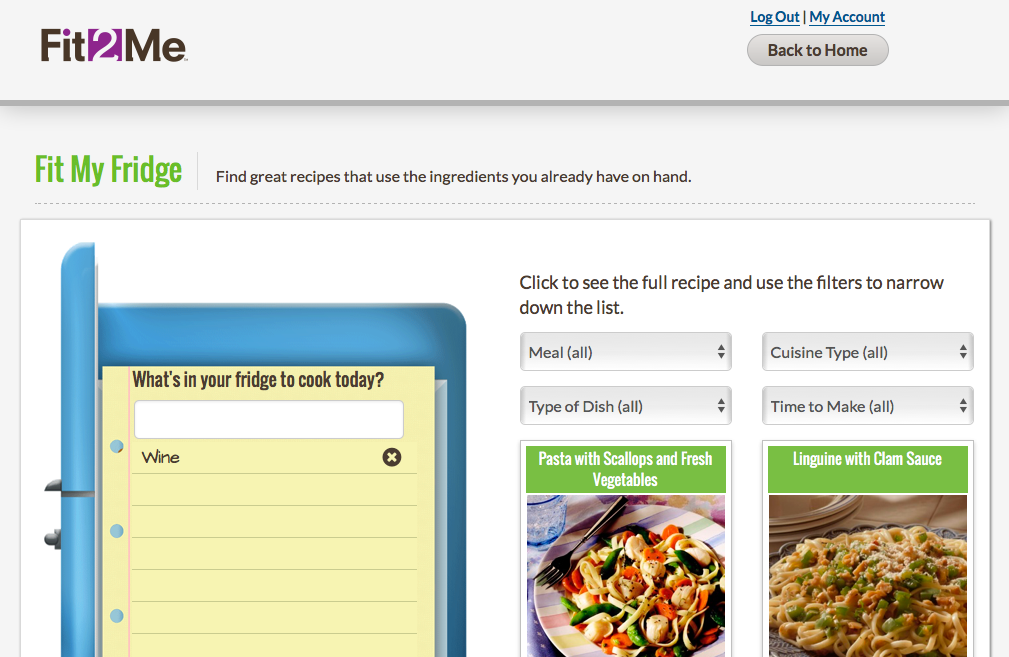 Log Out | My Account
Fit2Me
Back to Home
Fit My Fridge
Find great recipes that use the ingredients you already have on hand.
Click to see the full recipe and use the filters to narrow
down the list.
Meal (all)
Cuisine Type (all)
Type of Dish (all)
Time to Make (all)
What's in your fridge to cook today?
Wine
Pasta with Scallops and Fresh
Vegetables
Linguine with Clam Sauce